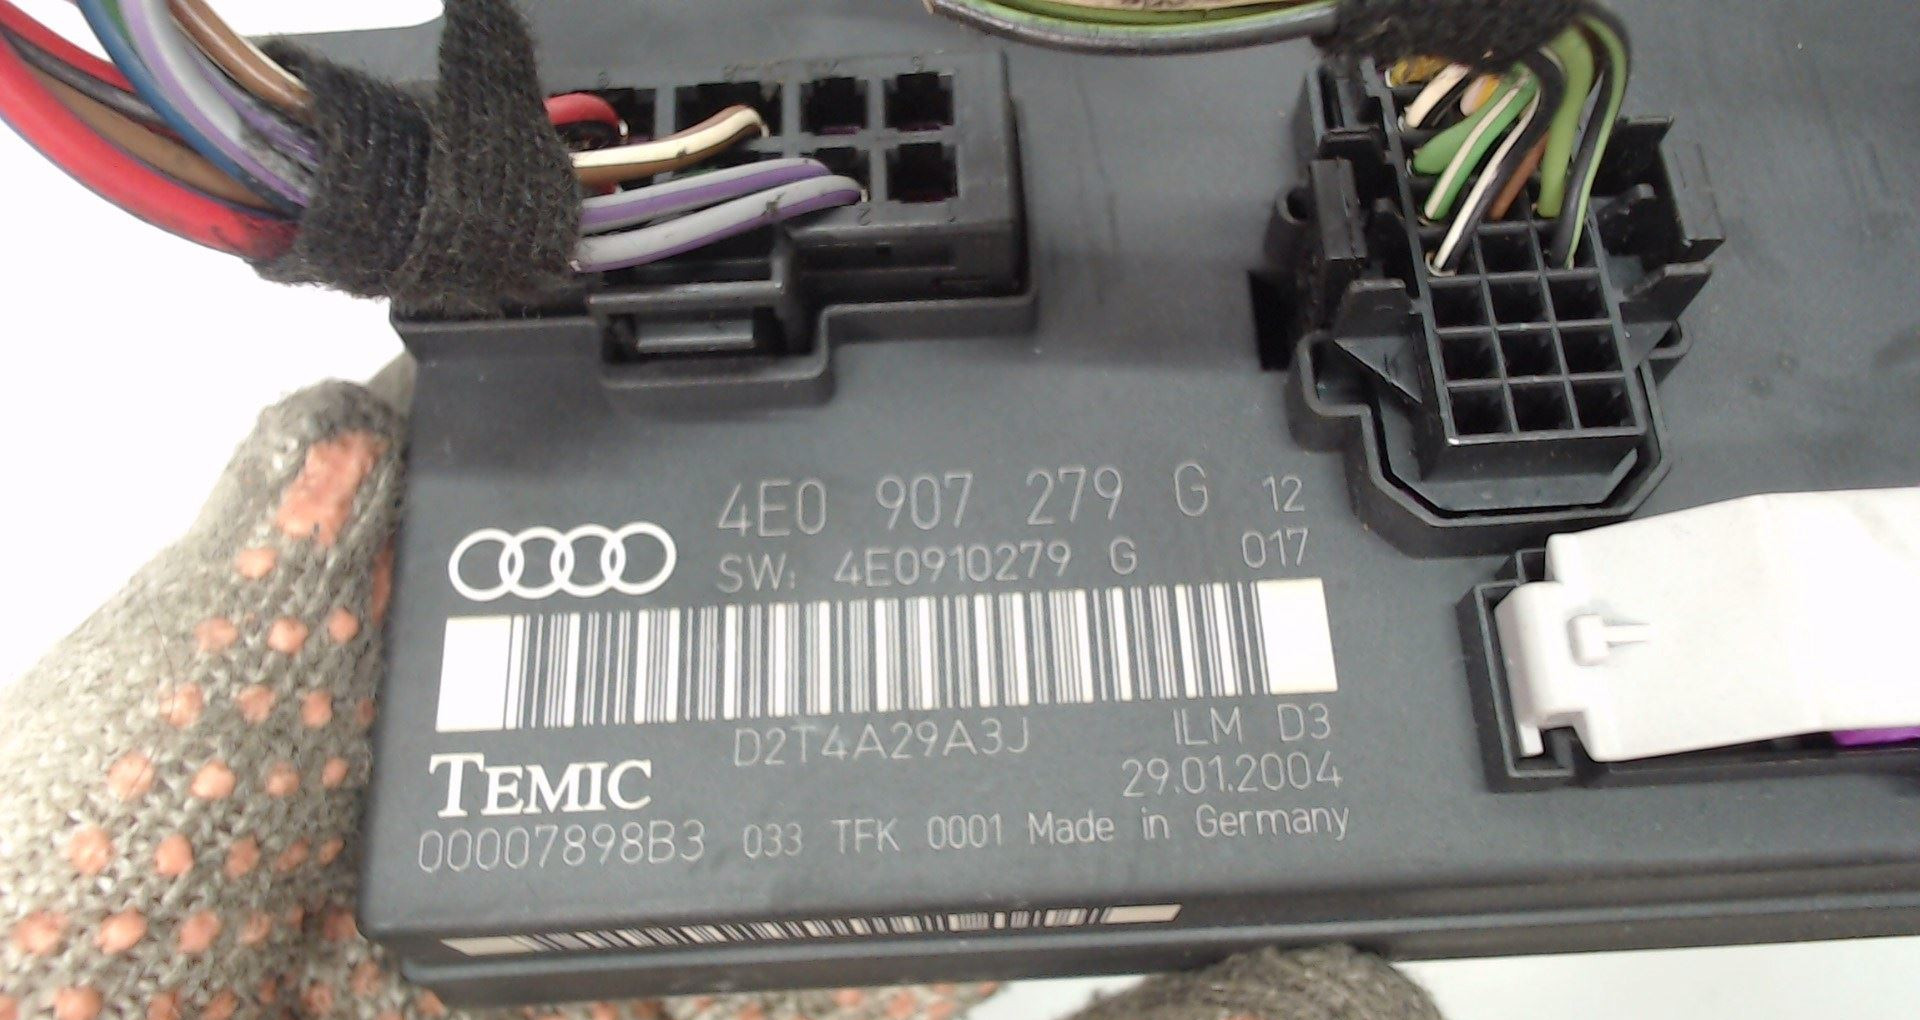 4E0 907 279 G 12
SW: 4E0910279 G 017
D2T4A29A3J ILM D3
TEMIC 29.01.2004
00007898B3 033 TFK 0001 Made in Germany
2